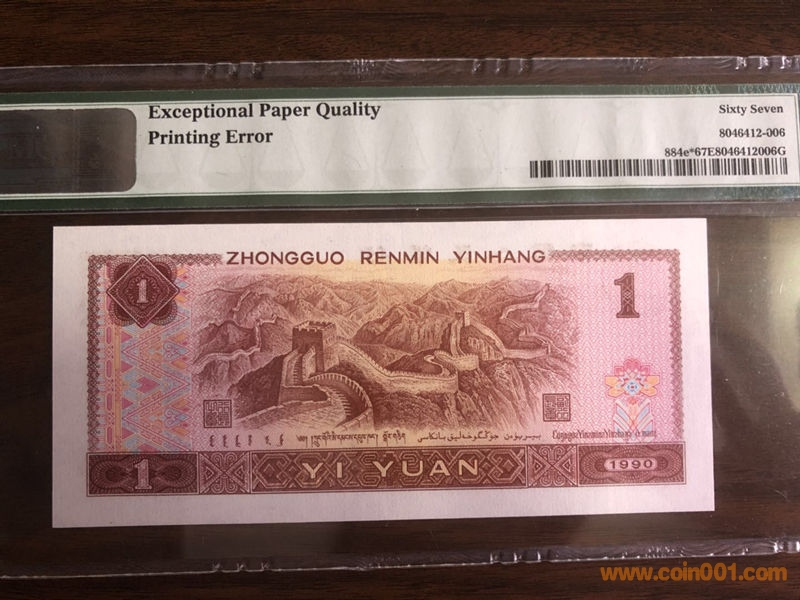 Exceptional Paper Quality
Printing Error
Sixty Seven
8046412-006
884e*67E8046412006G
ZHONGGUO RENMIN YINHANG
1
1
1
YI YUAN
1990
www.coin001.com